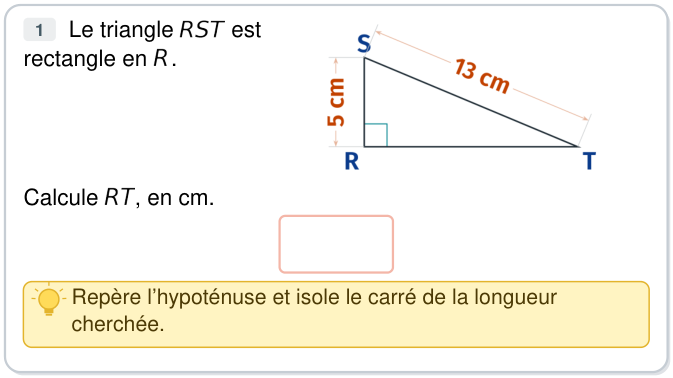 1 Le triangle RST est
rectangle en R.
S
13 cm
5 cm
R
T
Calcule RT, en cm.
Repère l'hypoténuse et isole le carré de la longueur
cherchée.